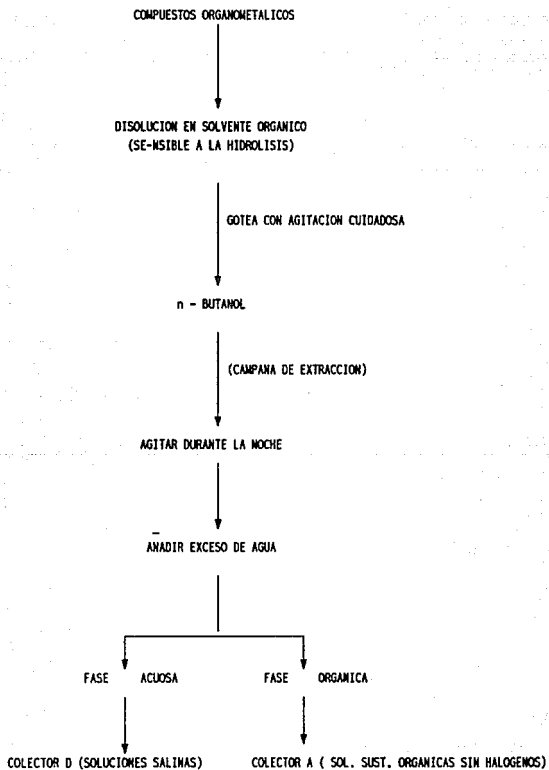 COMPUESTOS ORGANOMETALICOS
DISOLUCION EN SOLVENTE ORGANICO
(SE-NSIBLE A LA HIDROLISIS)
GOTEA CON AGITACION CUIDADOSA
n - BUTANOL
(CAMPANA DE EXTRACCION)
AGITAR DURANTE LA NOCHE
AÑADIR EXCESO DE AGUA
FASE ACUOSA FASE ORGANICA
COLECTOR D (SOLUCIONES SALINAS) COLECTOR A ( SOL. SUST. ORGANICAS SIN HALOGENOS)